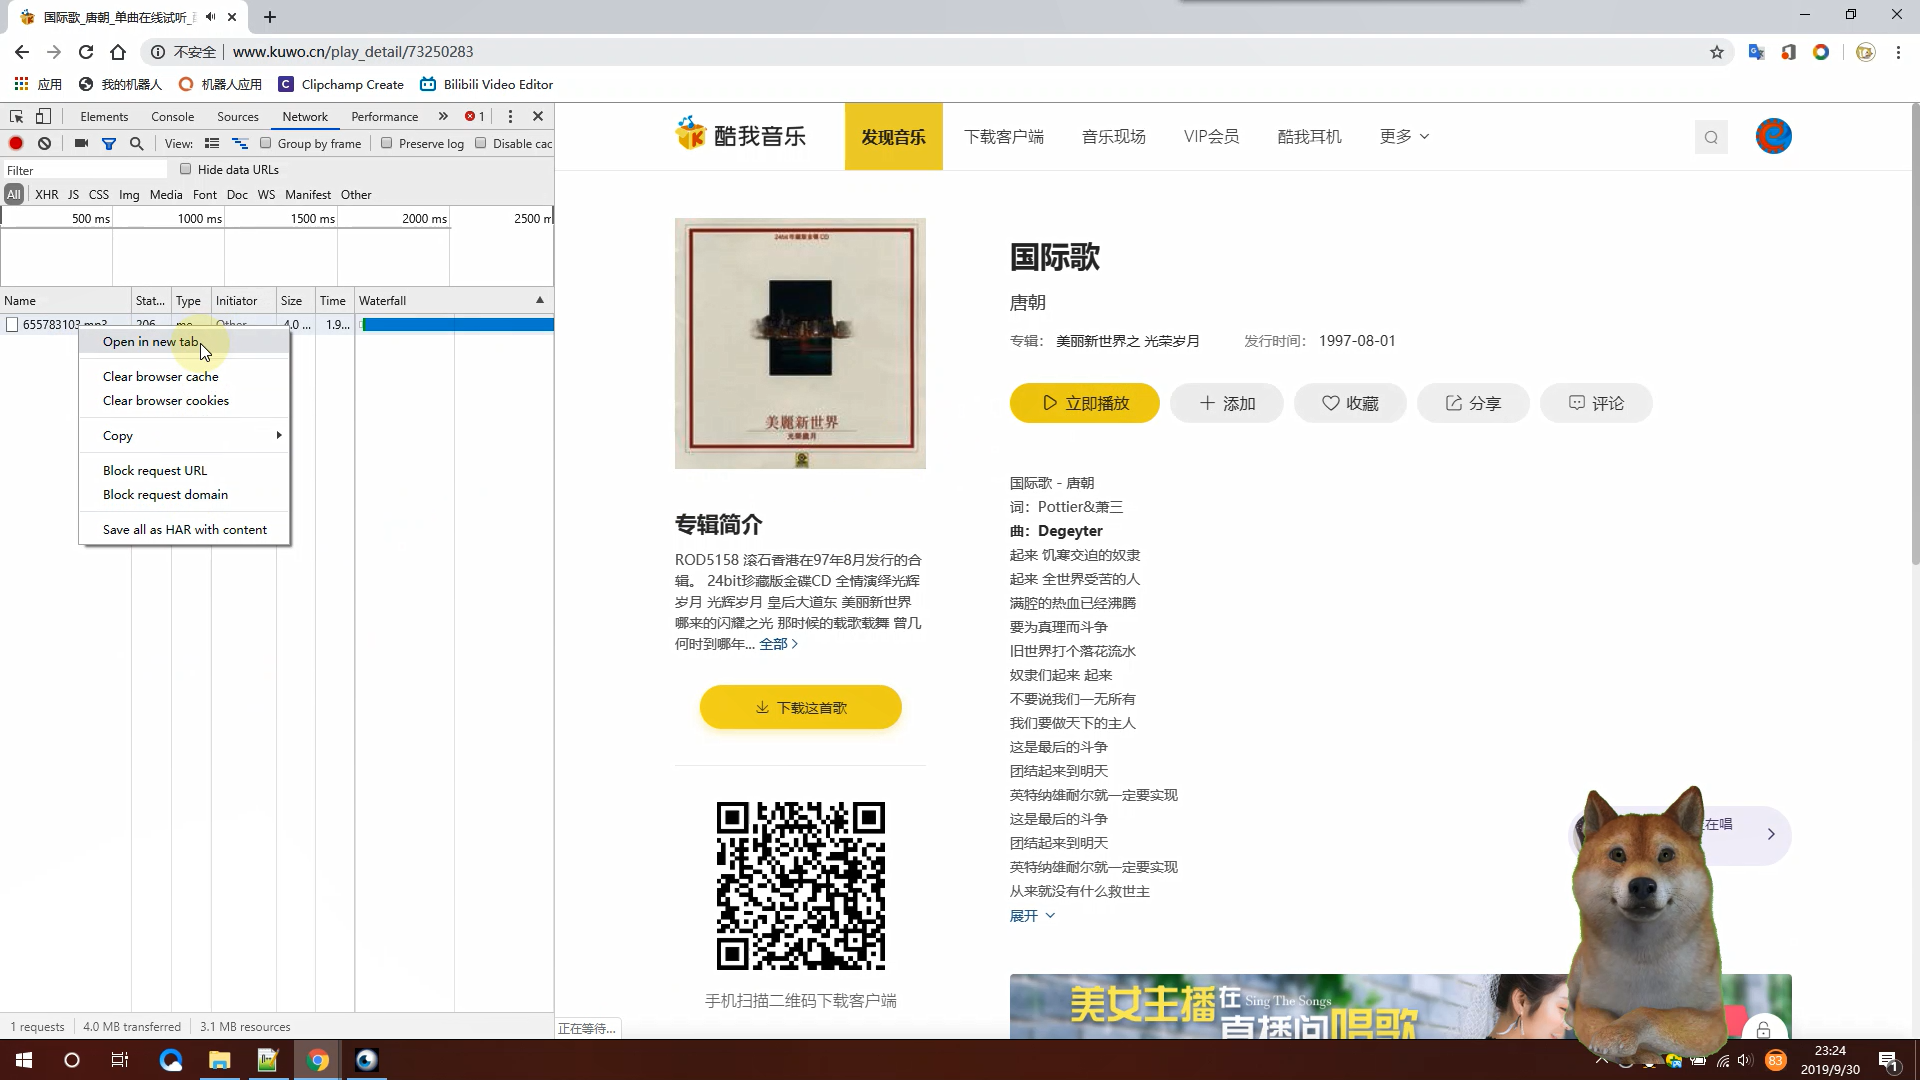 国际歌_唐朝_单曲在线试听_
不安全 www.kuwo.cn/play_detail/73250283
应用 我的机器人 机器人应用 Clipchamp Create Bilibili Video Editor
Elements Console Sources Network Performance » 1
View: Group by frame Preserve log Disable cac
Filter Hide data URLs
All XHR JS CSS Img Media Font Doc WS Manifest Other
500 ms 1000 ms 1500 ms 2000 ms 2500 m
Name Stat... Type Initiator Size Time Waterfall
655783103.mp3 206 me... Other 4.0 ... 1.9...
Open in new tab
Clear browser cache
Clear browser cookies
Copy
Block request URL
Block request domain
Save all as HAR with content
1 requests 4.0 MB transferred 3.1 MB resources
酷我音乐 发现音乐 下载客户端 音乐现场 VIP会员 酷我耳机 更多
24bit 珍藏版金碟 CD
美麗新世界
光榮歲月
国际歌
唐朝
专辑: 美丽新世界之 光荣岁月 发行时间: 1997-08-01
立即播放 添加 收藏 分享 评论
专辑简介
ROD5158 滚石香港在97年8月发行的合
辑。 24bit珍藏版金碟CD 全情演绎光辉
岁月 光辉岁月 皇后大道东 美丽新世界
哪来的闪耀之光 那时候的载歌载舞 曾几
何时到哪年... 全部
下载这首歌
手机扫描二维码下载客户端
国际歌 - 唐朝
词：Pottier&萧三
曲：Degeyter
起来 饥寒交迫的奴隶
起来 全世界受苦的人
满腔的热血已经沸腾
要为真理而斗争
旧世界打个落花流水
奴隶们起来 起来
不要说我们一无所有
我们要做天下的主人
这是最后的斗争
团结起来到明天
英特纳雄耐尔就一定要实现
这是最后的斗争
团结起来到明天
英特纳雄耐尔就一定要实现
从来就没有什么救世主
展开
在唱
美女主播在 Sing The Songs
直播间唱歌
正在等待...
83
23:24
2019/9/30
1